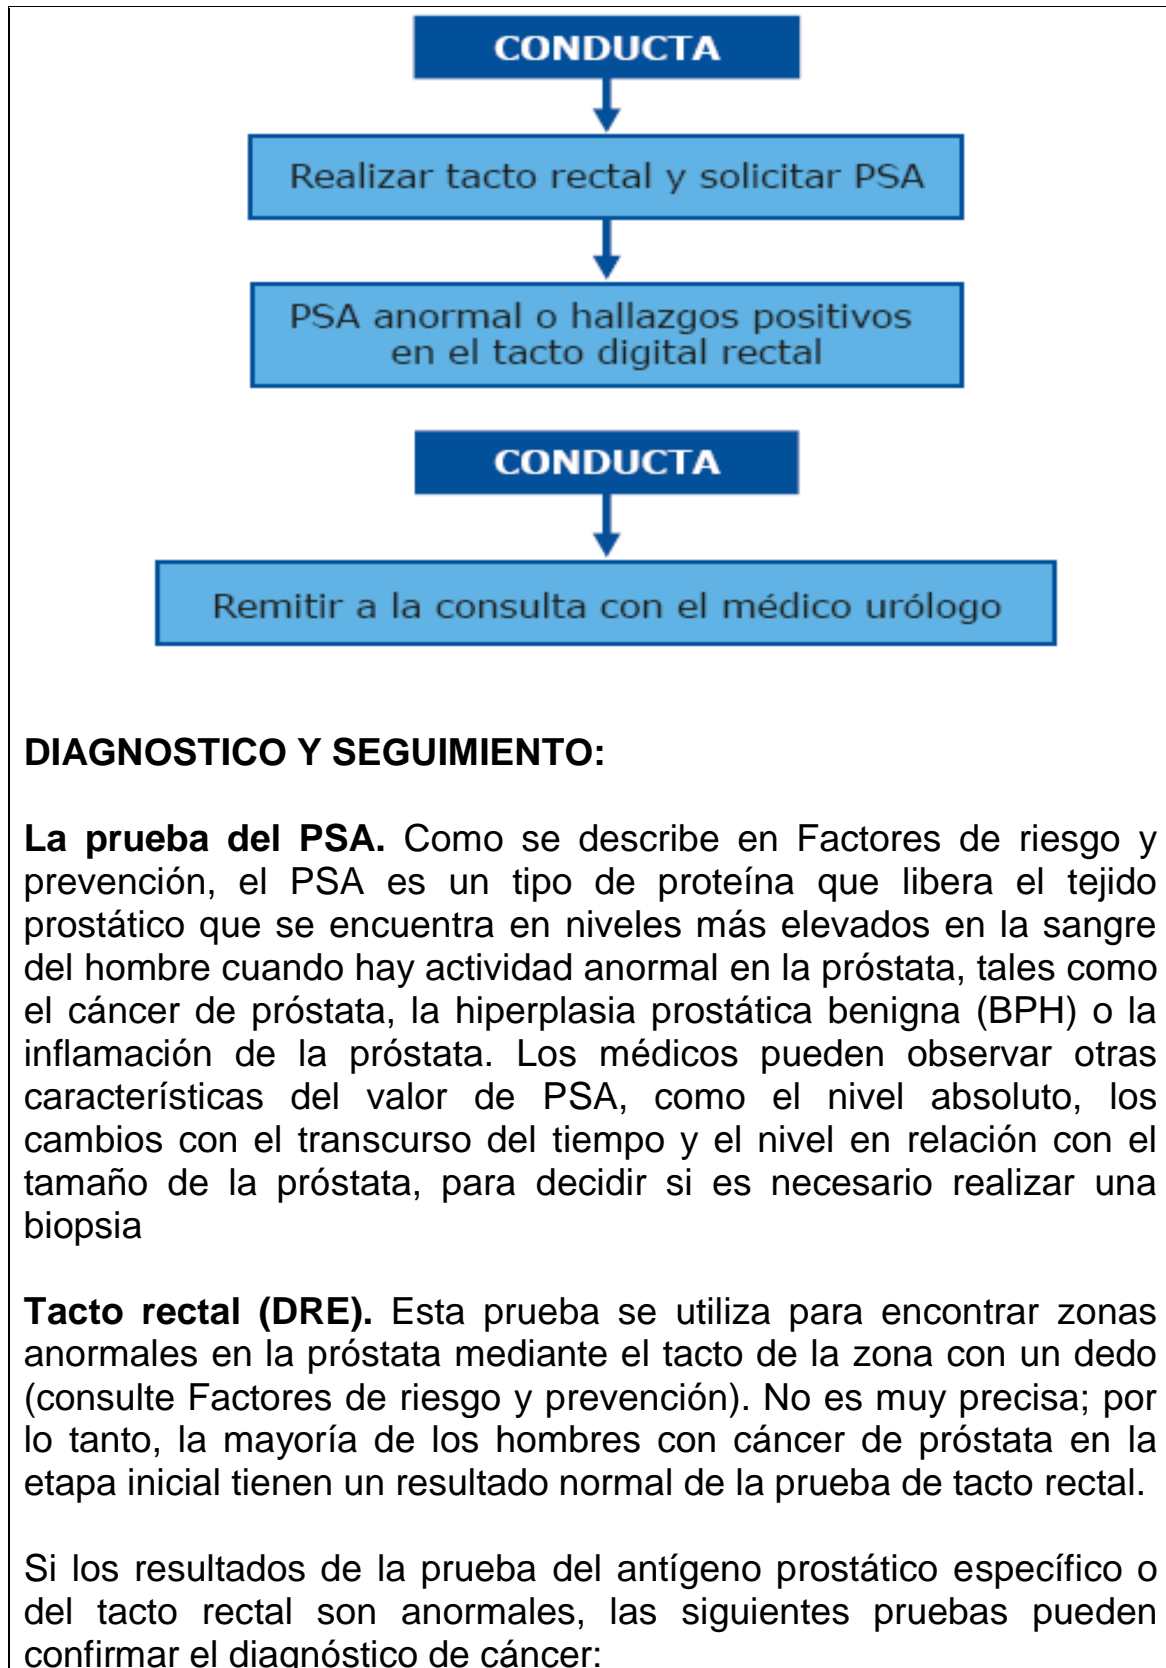 CONDUCTA
Realizar tacto rectal y solicitar PSA
PSA anormal o hallazgos positivos
en el tacto digital rectal
CONDUCTA
Remitir a la consulta con el médico urólogo
DIAGNOSTICO Y SEGUIMIENTO:
La prueba del PSA. Como se describe en Factores de riesgo y
prevención, el PSA es un tipo de proteína que libera el tejido
prostático que se encuentra en niveles más elevados en la sangre
del hombre cuando hay actividad anormal en la próstata, tales como
el cáncer de próstata, la hiperplasia prostática benigna (BPH) o la
inflamación de la próstata. Los médicos pueden observar otras
características del valor de PSA, como el nivel absoluto, los
cambios con el transcurso del tiempo y el nivel en relación con el
tamaño de la próstata, para decidir si es necesario realizar una
biopsia
Tacto rectal (DRE). Esta prueba se utiliza para encontrar zonas
anormales en la próstata mediante el tacto de la zona con un dedo
(consulte Factores de riesgo y prevención). No es muy precisa; por
lo tanto, la mayoría de los hombres con cáncer de próstata en la
etapa inicial tienen un resultado normal de la prueba de tacto rectal.
Si los resultados de la prueba del antígeno prostático específico o
del tacto rectal son anormales, las siguientes pruebas pueden
confirmar el diagnóstico de cáncer: